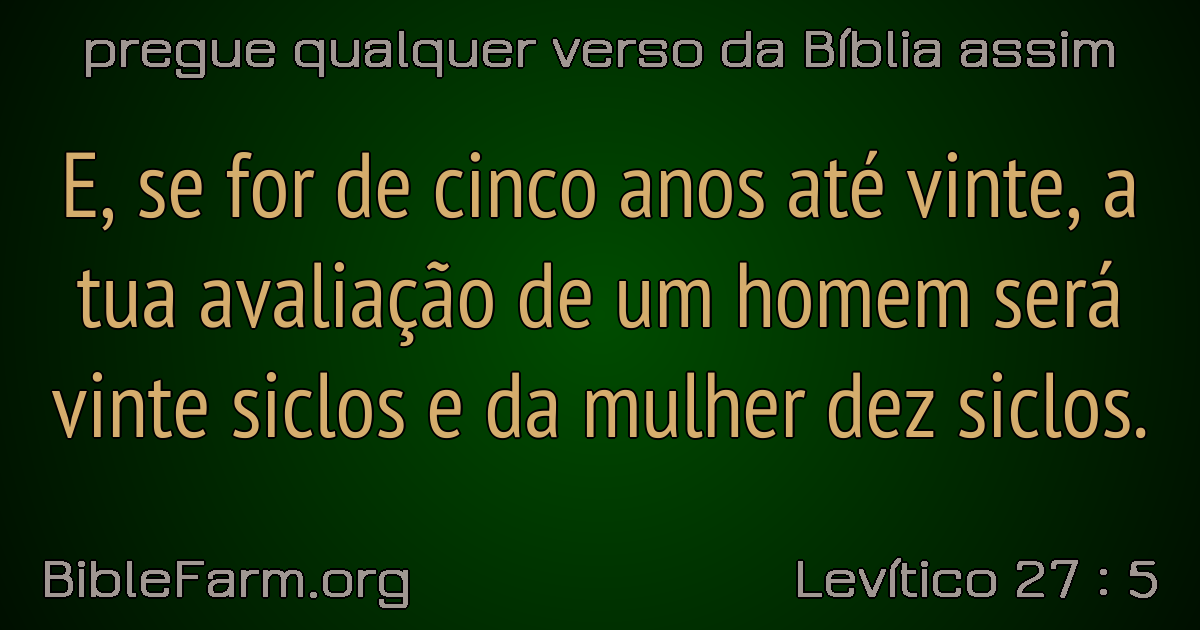 pregue qualquer verso da Bíblia assim
E, se for de cinco anos até vinte, a
tua avaliação de um homem será
vinte siclos e da mulher dez siclos.
BibleFarm.org
Levítico 27 : 5